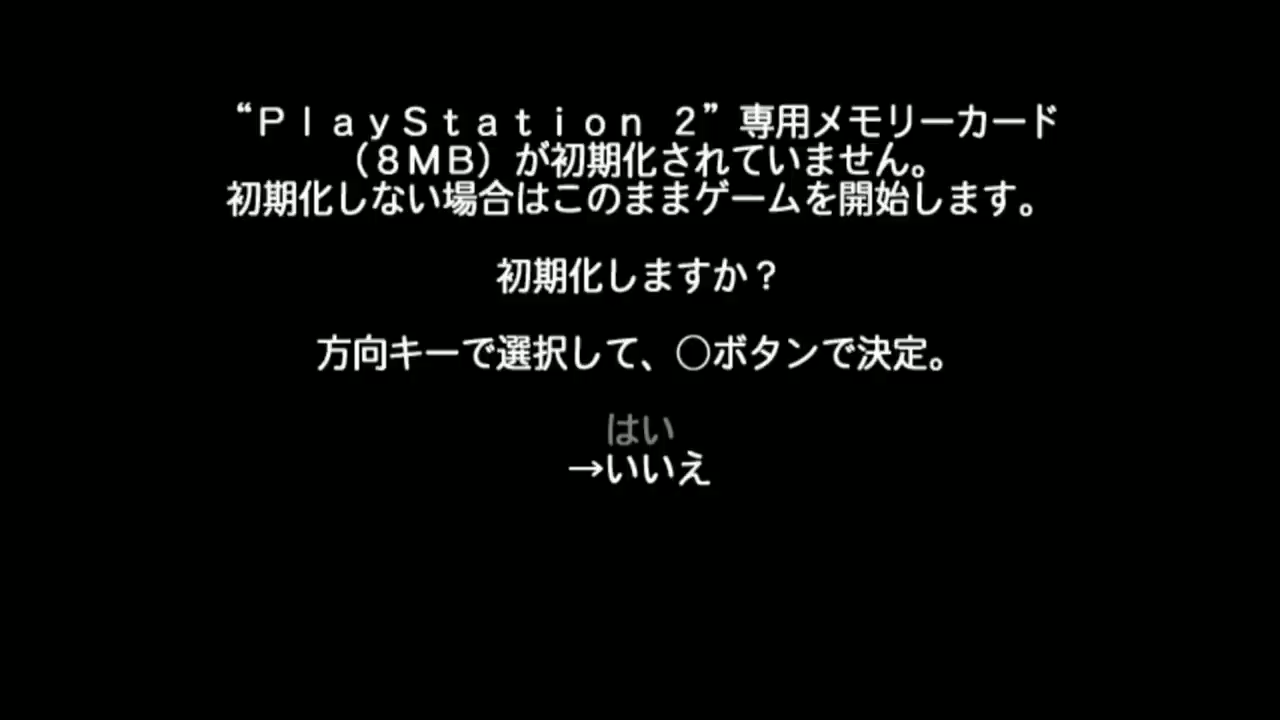 “ＰｌａｙＳｔａｔｉｏｎ　２”専用メモリーカード
（８ＭＢ）が初期化されていません。
初期化しない場合はこのままゲームを開始します。
初期化しますか？
方向キーで選択して、○ボタンで決定。
はい
→いいえ